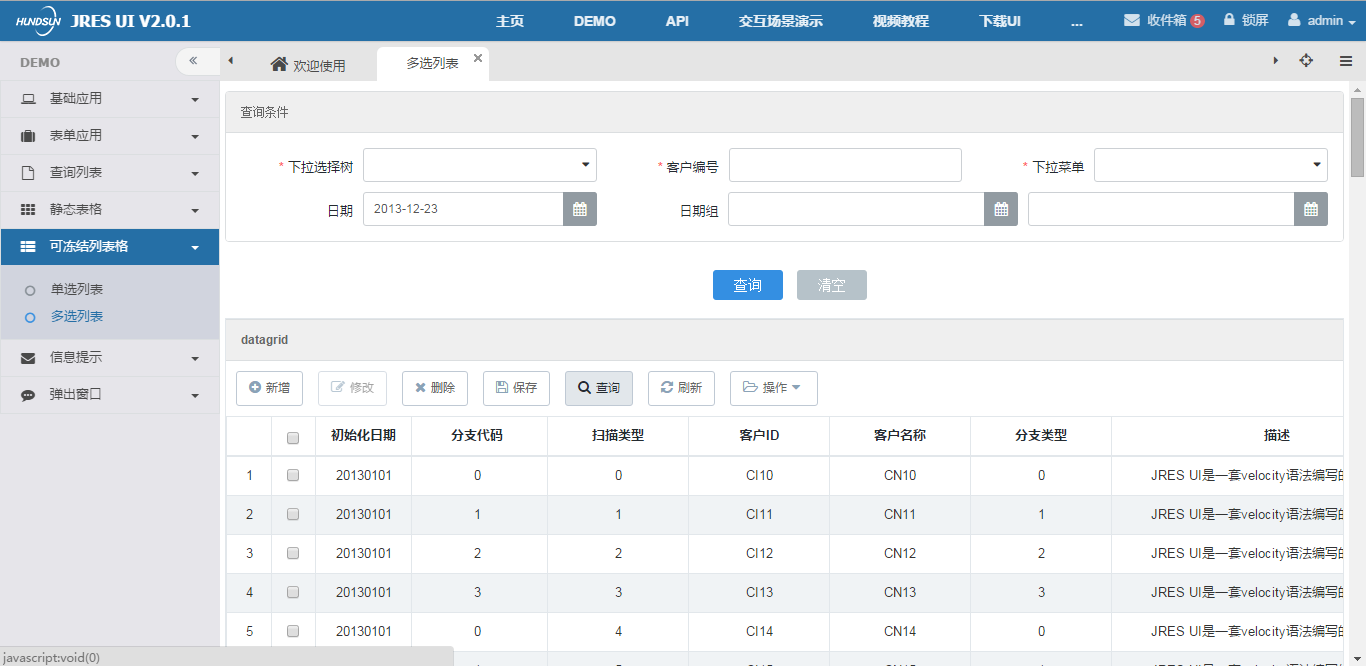 HUNDSUN JRES UI V2.0.1 主页 DEMO API 交互场景演示 视频教程 下载UI ... 收件箱 5 锁屏 admin
DEMO « 欢迎使用 多选列表 ×
基础应用
表单应用
查询列表
静态表格
可冻结列表格
单选列表
多选列表
信息提示
弹出窗口
查询条件
* 下拉选择树 * 客户编号 * 下拉菜单
日期 2013-12-23 日期组
查询 清空
datagrid
新增 修改 删除 保存 查询 刷新 操作
初始化日期 分支代码 扫描类型 客户ID 客户名称 分支类型 描述
1 20130101 0 0 CI10 CN10 0 JRES UI是一套velocity语法编写的
2 20130101 1 1 CI11 CN11 1 JRES UI是一套velocity语法编写的
3 20130101 2 2 CI12 CN12 2 JRES UI是一套velocity语法编写的
4 20130101 3 3 CI13 CN13 3 JRES UI是一套velocity语法编写的
5 20130101 0 4 CI14 CN14 0 JRES UI是一套velocity语法编写的
javascript:void(0)